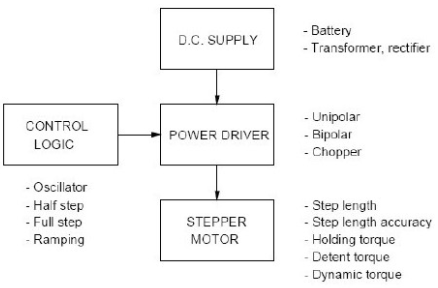 D.C. SUPPLY
- Battery
- Transformer, rectifier
CONTROL
LOGIC
POWER DRIVER
- Unipolar
- Bipolar
- Chopper
- Oscillator
- Half step
- Full step
- Ramping
STEPPER
MOTOR
- Step length
- Step length accuracy
- Holding torque
- Detent torque
- Dynamic torque